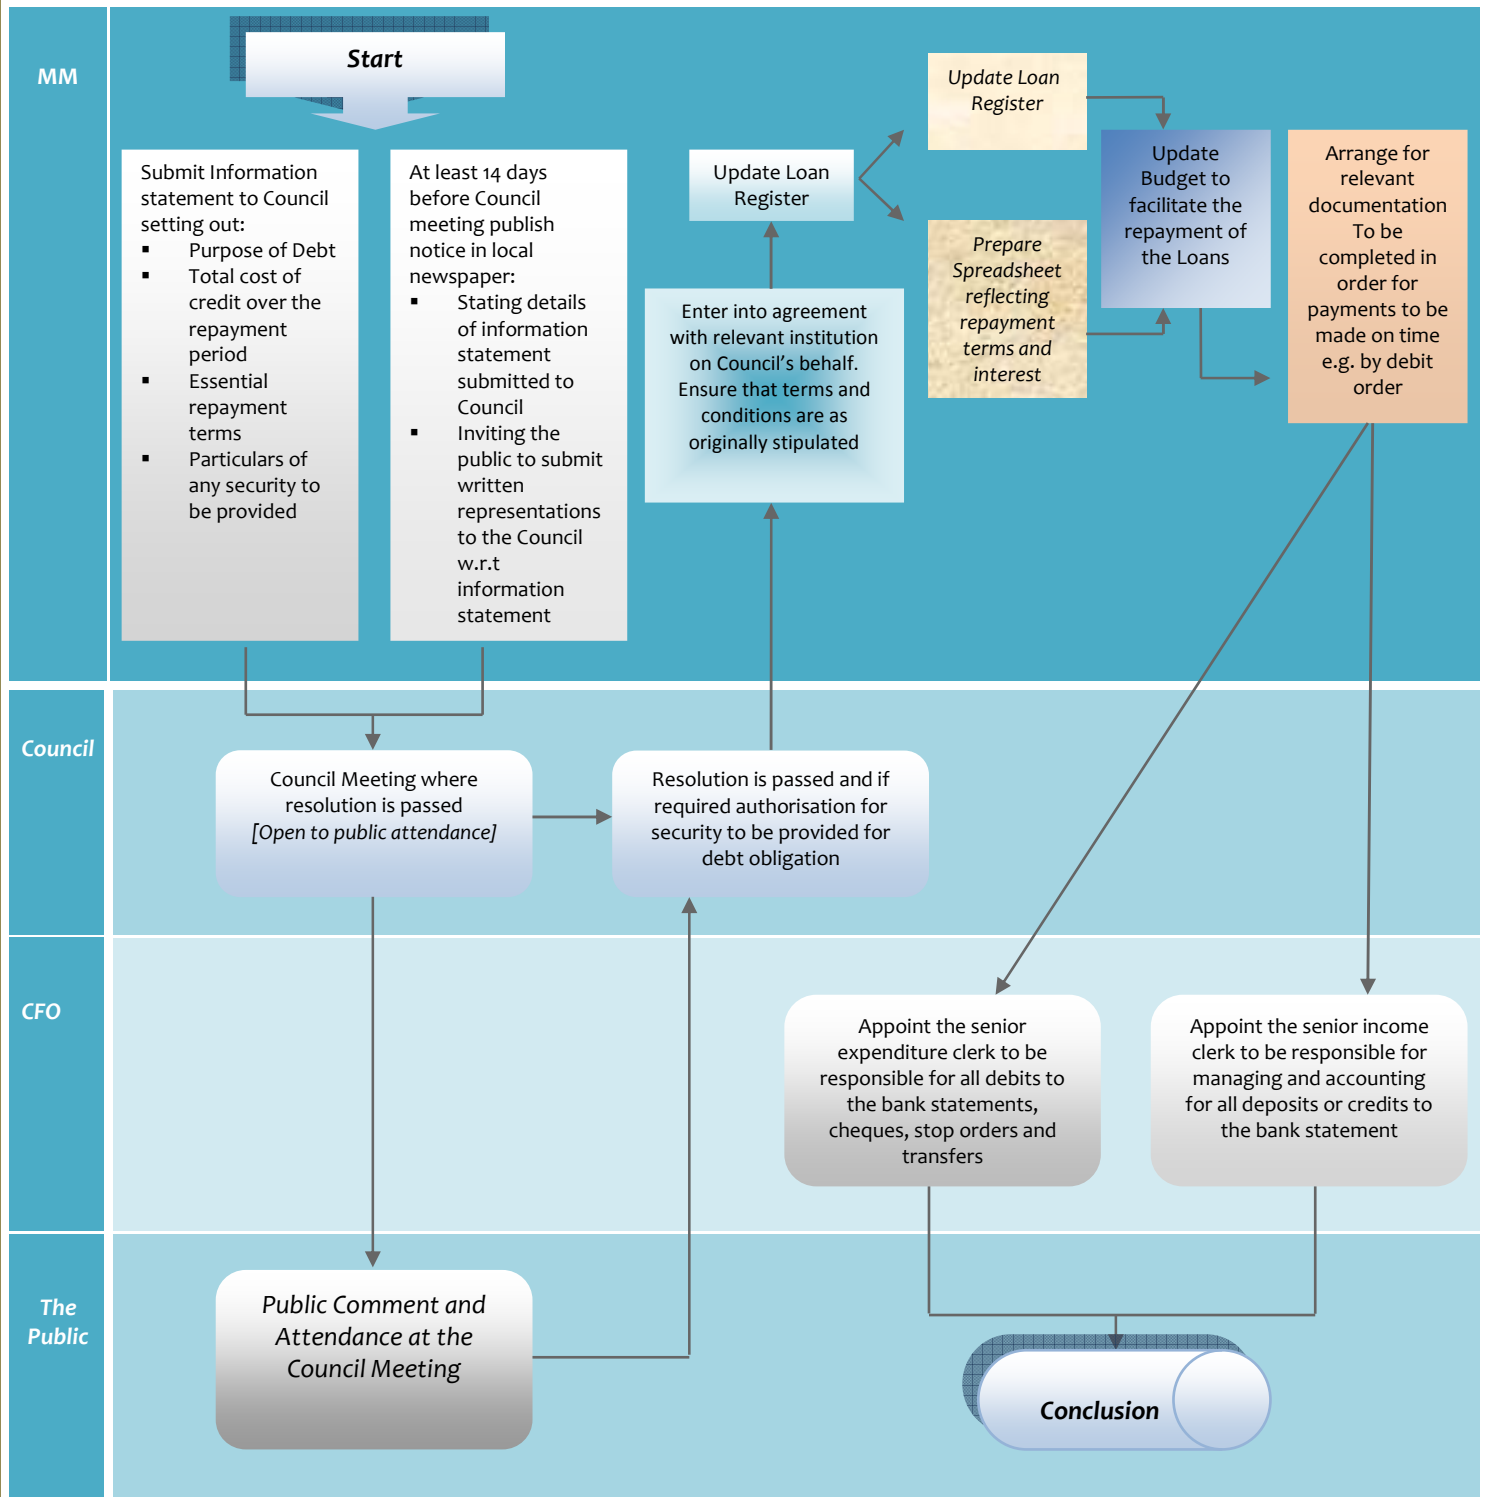 MM
Start
Submit Information
statement to Council
setting out:
▪ Purpose of Debt
▪ Total cost of
credit over the
repayment
period
▪ Essential
repayment
terms
▪ Particulars of
any security to
be provided
At least 14 days
before Council
meeting publish
notice in local
newspaper:
▪ Stating details
of information
statement
submitted to
Council
▪ Inviting the
public to submit
written
representations
to the Council
w.r.t
information
statement
Update Loan
Register
Enter into agreement
with relevant institution
on Council's behalf.
Ensure that terms and
conditions are as
originally stipulated
Update Loan
Register
Prepare
Spreadsheet
reflecting
repayment
terms and
interest
Update
Budget to
facilitate the
repayment of
the Loans
Arrange for
relevant
documentation
To be
completed in
order for
payments to be
made on time
e.g. by debit
order
Council
Council Meeting where
resolution is passed
[Open to public attendance]
Resolution is passed and if
required authorisation for
security to be provided for
debt obligation
CFO
Appoint the senior
expenditure clerk to be
responsible for all debits to
the bank statements,
cheques, stop orders and
transfers
Appoint the senior income
clerk to be responsible for
managing and accounting
for all deposits or credits to
the bank statement
The
Public
Public Comment and
Attendance at the
Council Meeting
Conclusion